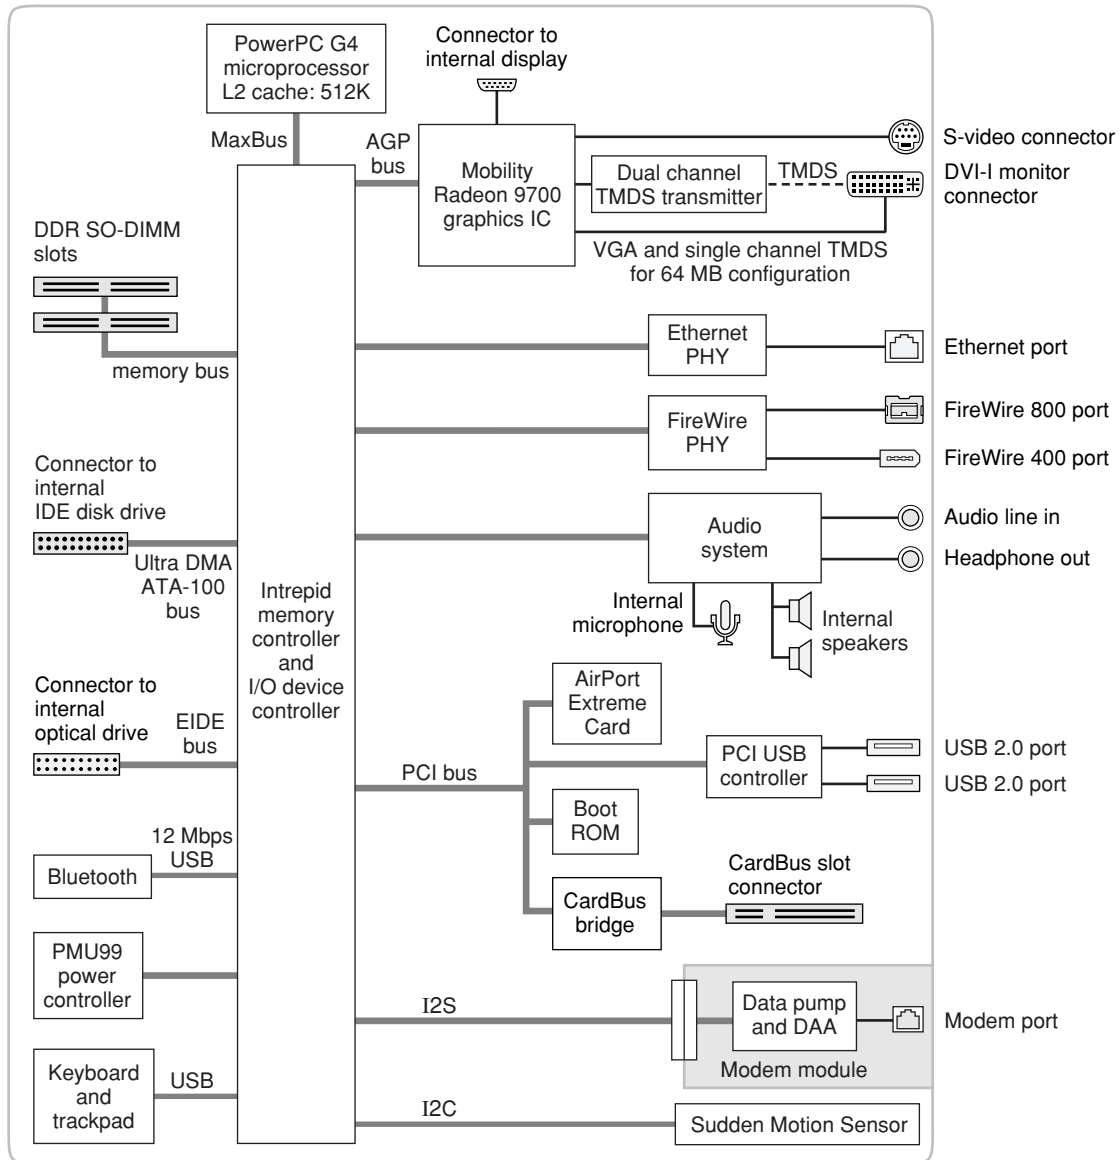 PowerPC G4
microprocessor
L2 cache: 512K
MaxBus
Connector to
internal display
AGP
bus
Mobility
Radeon 9700
graphics IC
S-video connector
Dual channel
TMDS transmitter
TMDS
DVI-I monitor
connector
VGA and single channel TMDS
for 64 MB configuration
DDR SO-DIMM
slots
memory bus
Ethernet
PHY
Ethernet port
FireWire
PHY
FireWire 800 port
FireWire 400 port
Connector to
internal
IDE disk drive
Ultra DMA
ATA-100
bus
Audio
system
Audio line in
Headphone out
Internal
microphone
Internal
speakers
Intrepid
memory
controller
and
I/O device
controller
Connector to
internal
optical drive
EIDE
bus
AirPort
Extreme
Card
PCI bus
PCI USB
controller
USB 2.0 port
USB 2.0 port
Boot
ROM
12 Mbps
USB
Bluetooth
CardBus
bridge
CardBus slot
connector
PMU99
power
controller
I2S
Data pump
and DAA
Modem port
Modem module
Keyboard
and
trackpad
USB
I2C
Sudden Motion Sensor